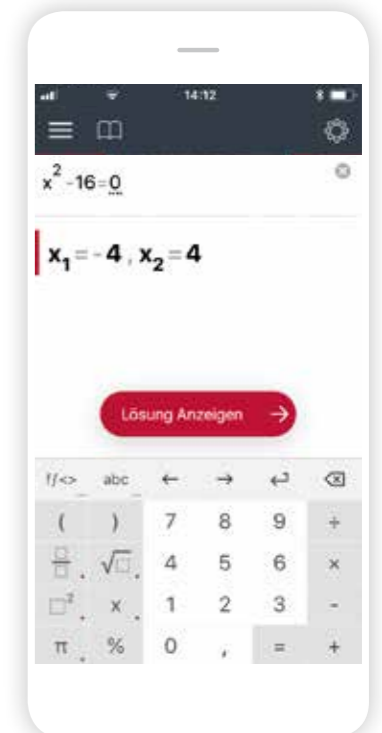 14:12
x² -16=0
x₁=-4, x₂=4
Lösung Anzeigen →
f/<> abc ← → ↵ ⌫
( ) 7 8 9 ÷
□/□ √□ 4 5 6 ×
□² x 1 2 3 -
π % 0 , = +